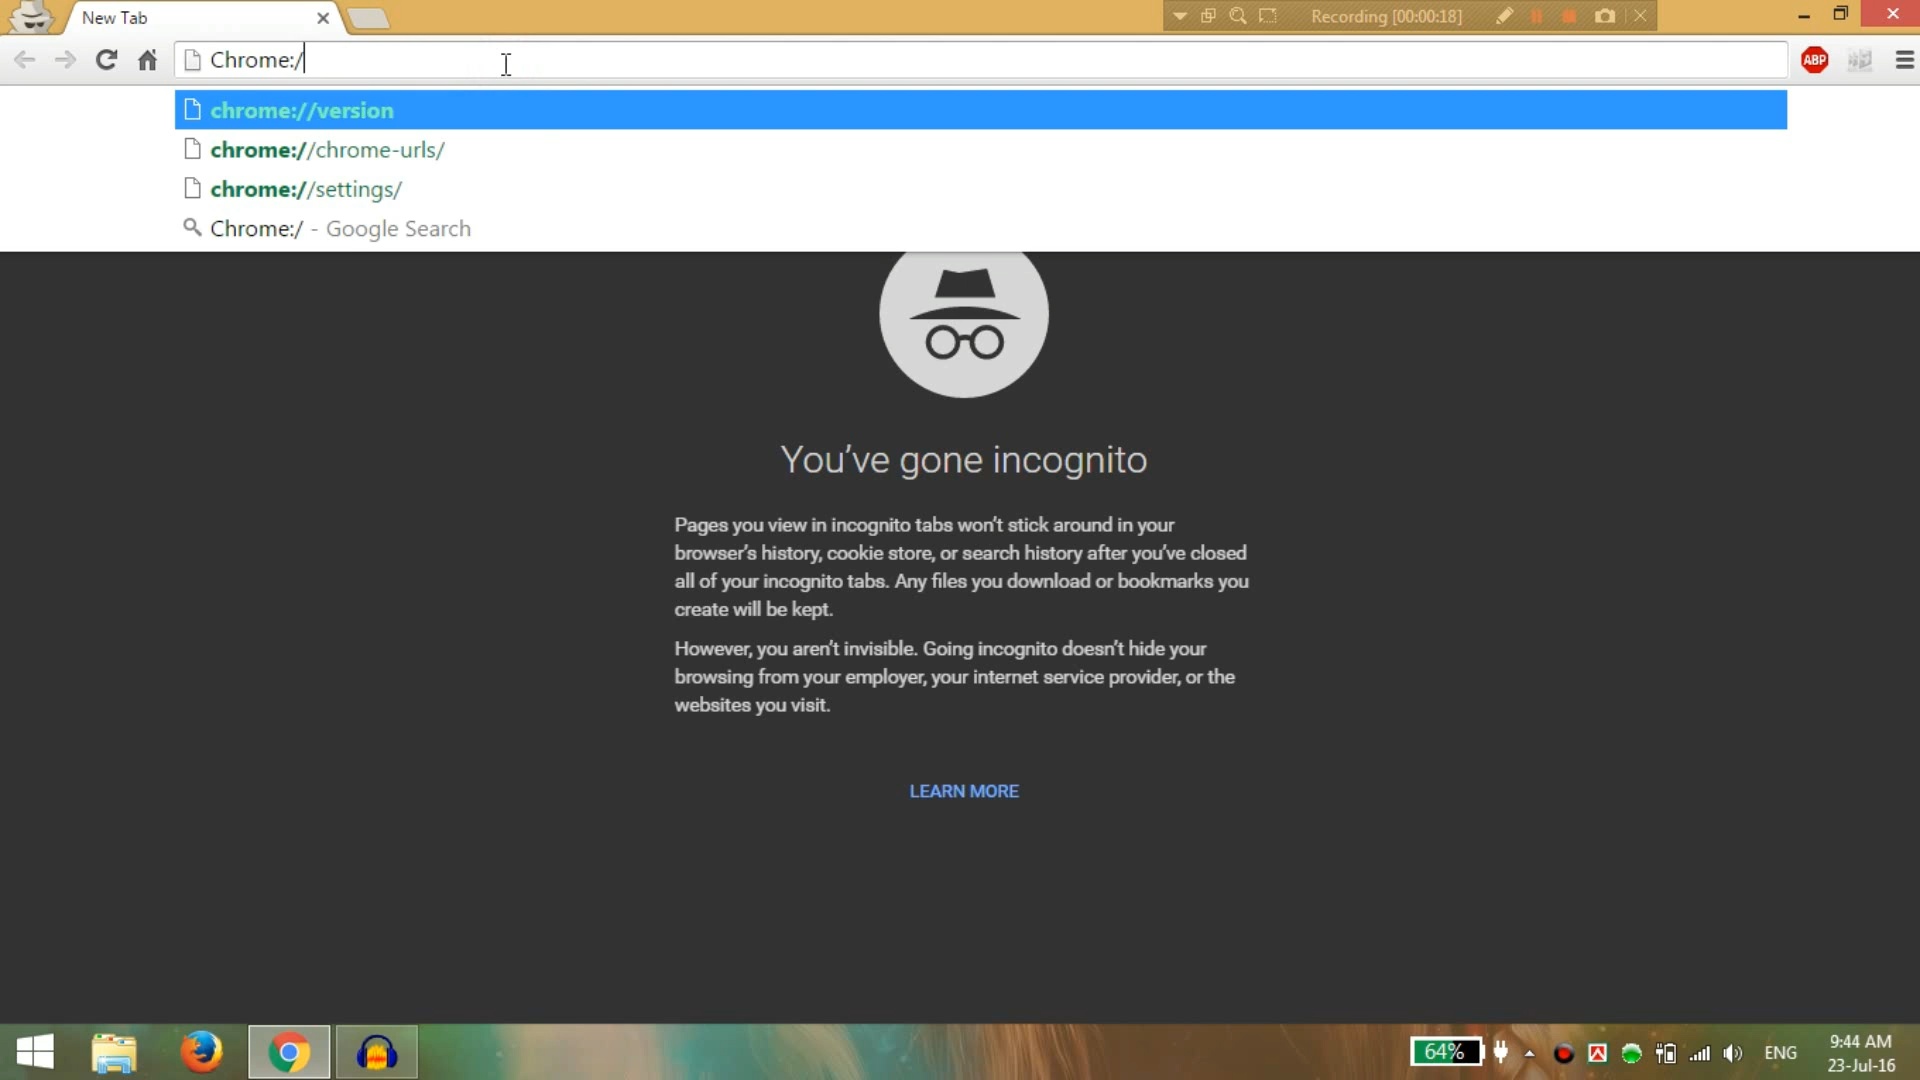 New Tab
Recording [00:00:18]
Chrome:/
ABP
chrome://version
chrome://chrome-urls/
chrome://settings/
Chrome:/ - Google Search
You've gone incognito
Pages you view in incognito tabs won't stick around in your
browser's history, cookie store, or search history after you've closed
all of your incognito tabs. Any files you download or bookmarks you
create will be kept.
However, you aren't invisible. Going incognito doesn't hide your
browsing from your employer, your internet service provider, or the
websites you visit.
LEARN MORE
64%
ENG
9:44 AM
23-Jul-16